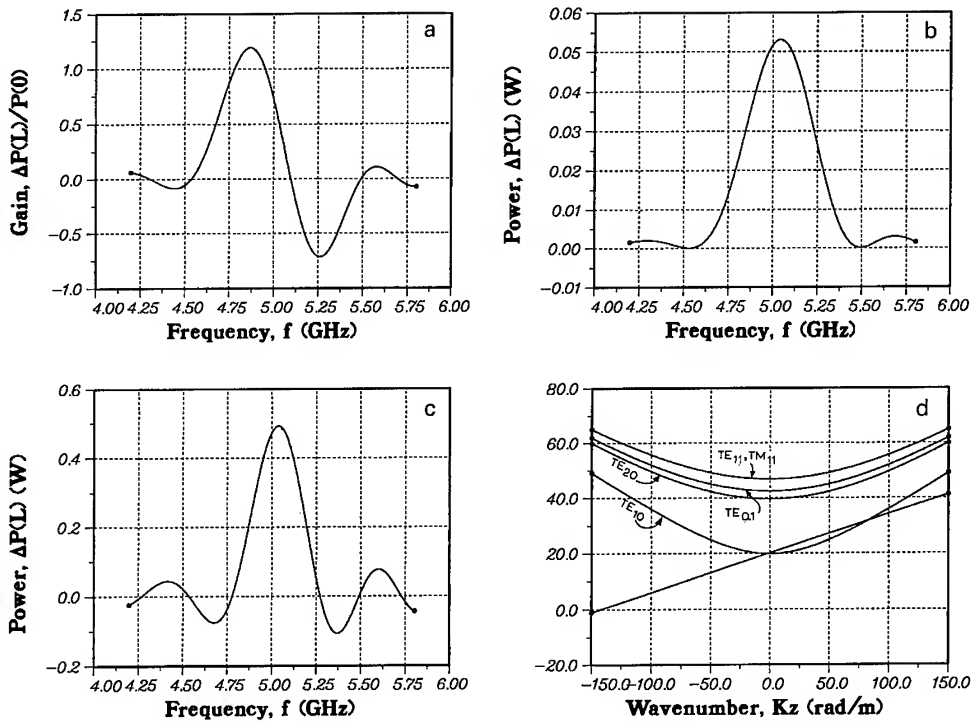 a
1.5
1.0
0.5
0.0
−0.5
−1.0
Gain, ΔP(L)/P(0)
4.00 4.25 4.50 4.75 5.00 5.25 5.50 5.75 6.00
Frequency, f (GHz)
b
0.06
0.05
0.04
0.03
0.02
0.01
0.00
−0.01
Power, ΔP(L) (W)
4.00 4.25 4.50 4.75 5.00 5.25 5.50 5.75 6.00
Frequency, f (GHz)
c
0.6
0.4
0.2
0.0
−0.2
Power, ΔP(L) (W)
4.00 4.25 4.50 4.75 5.00 5.25 5.50 5.75 6.00
Frequency, f (GHz)
d
80.0
60.0
40.0
20.0
0.0
−20.0
TE11, TM11
TE20
TE01
TE10
−150.0 −100.0 −50.0 0.0 50.0 100.0 150.0
Wavenumber, Kz (rad/m)